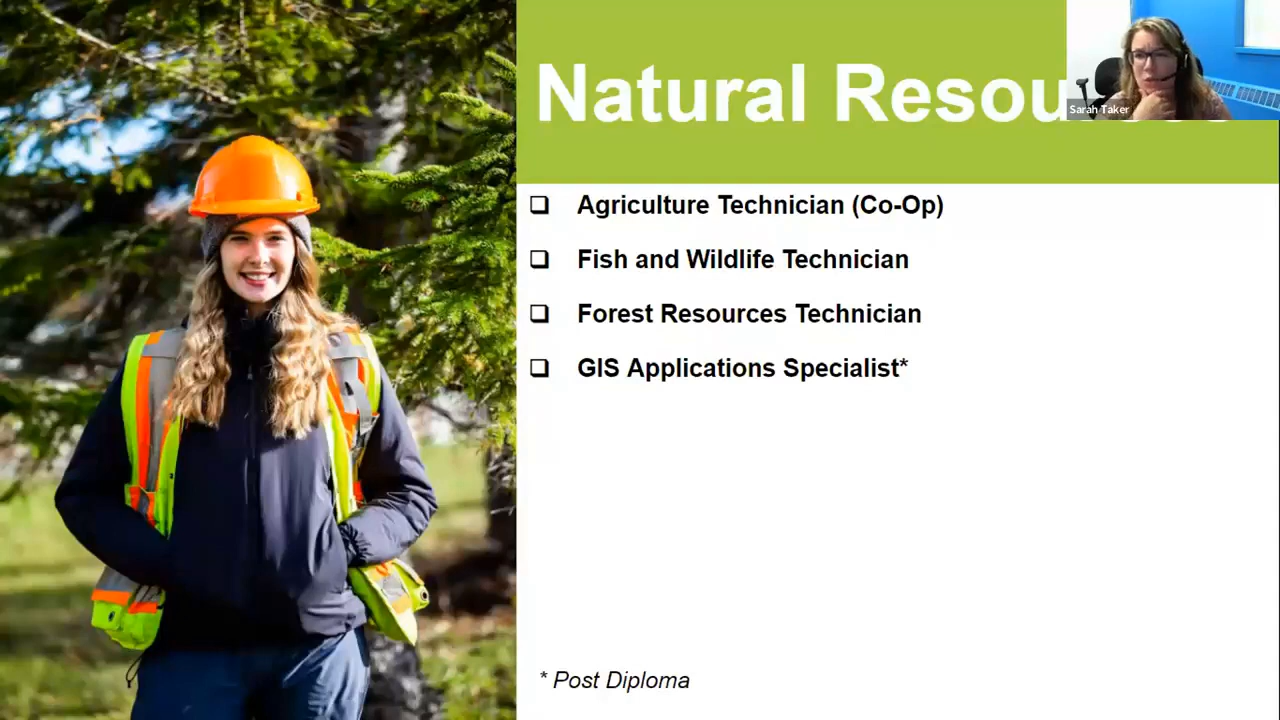 Natural Resou
Sarah Taker
❑ Agriculture Technician (Co-Op)
❑ Fish and Wildlife Technician
❑ Forest Resources Technician
❑ GIS Applications Specialist*
* Post Diploma